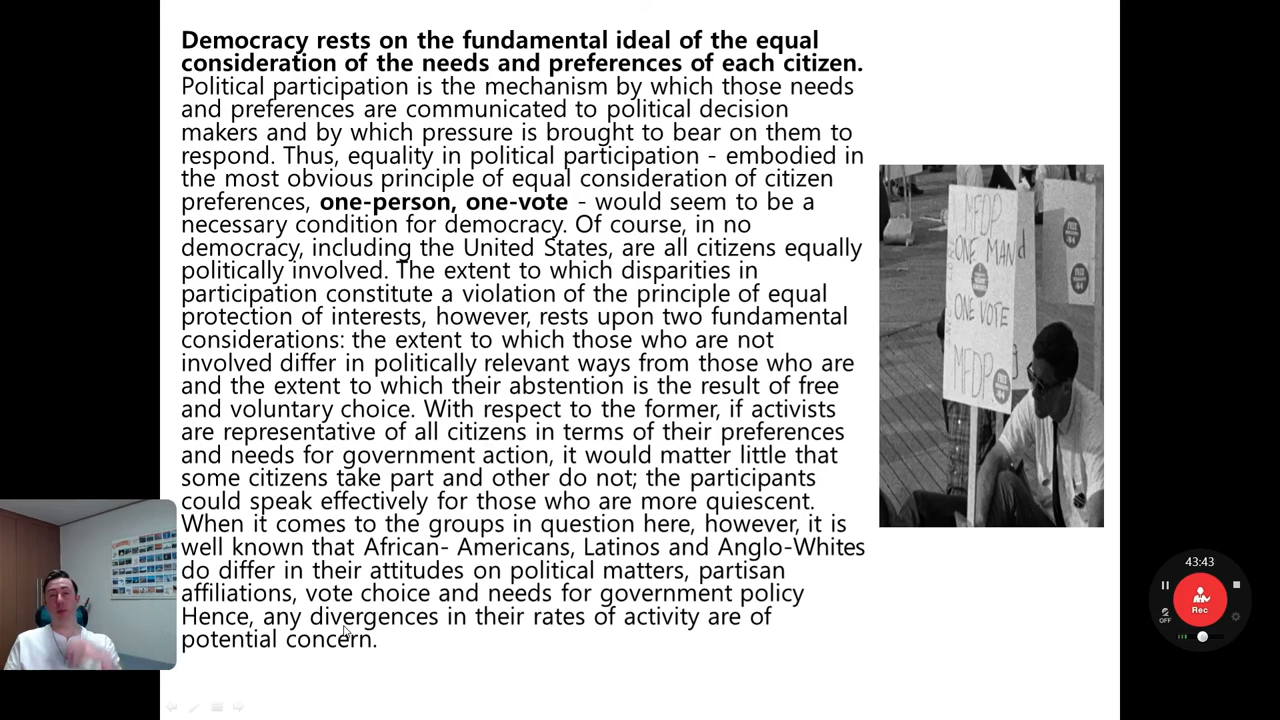 Democracy rests on the fundamental ideal of the equal
consideration of the needs and preferences of each citizen.
Political participation is the mechanism by which those needs
and preferences are communicated to political decision
makers and by which pressure is brought to bear on them to
respond. Thus, equality in political participation - embodied in
the most obvious principle of equal consideration of citizen
preferences, one-person, one-vote - would seem to be a
necessary condition for democracy. Of course, in no
democracy, including the United States, are all citizens equally
politically involved. The extent to which disparities in
participation constitute a violation of the principle of equal
protection of interests, however, rests upon two fundamental
considerations: the extent to which those who are not
involved differ in politically relevant ways from those who are
and the extent to which their abstention is the result of free
and voluntary choice. With respect to the former, if activists
are representative of all citizens in terms of their preferences
and needs for government action, it would matter little that
some citizens take part and other do not; the participants
could speak effectively for those who are more quiescent.
When it comes to the groups in question here, however, it is
well known that African- Americans, Latinos and Anglo-Whites
do differ in their attitudes on political matters, partisan
affiliations, vote choice and needs for government policy
Hence, any divergences in their rates of activity are of
potential concern.
MFDP
ONE MAN
ONE VOTE
MFDP
43:43
Rec
OFF